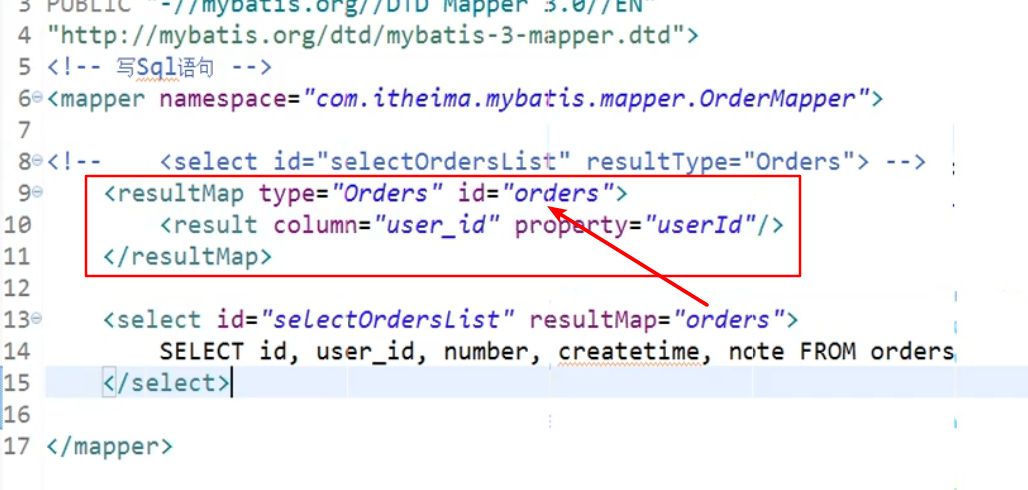 3 PUBLIC "-//mybatis.org//DTD Mapper 3.0//EN"
4 "http://mybatis.org/dtd/mybatis-3-mapper.dtd">
5 <!-- 写Sql语句 -->
6 <mapper namespace="com.itheima.mybatis.mapper.OrderMapper">
7
8 <!-- <select id="selectOrdersList" resultType="Orders"> -->
9 <resultMap type="Orders" id="orders">
10 <result column="user_id" property="userId"/>
11 </resultMap>
12
13 <select id="selectOrdersList" resultMap="orders">
14 SELECT id, user_id, number, createtime, note FROM orders
15 </select>
16
17 </mapper>